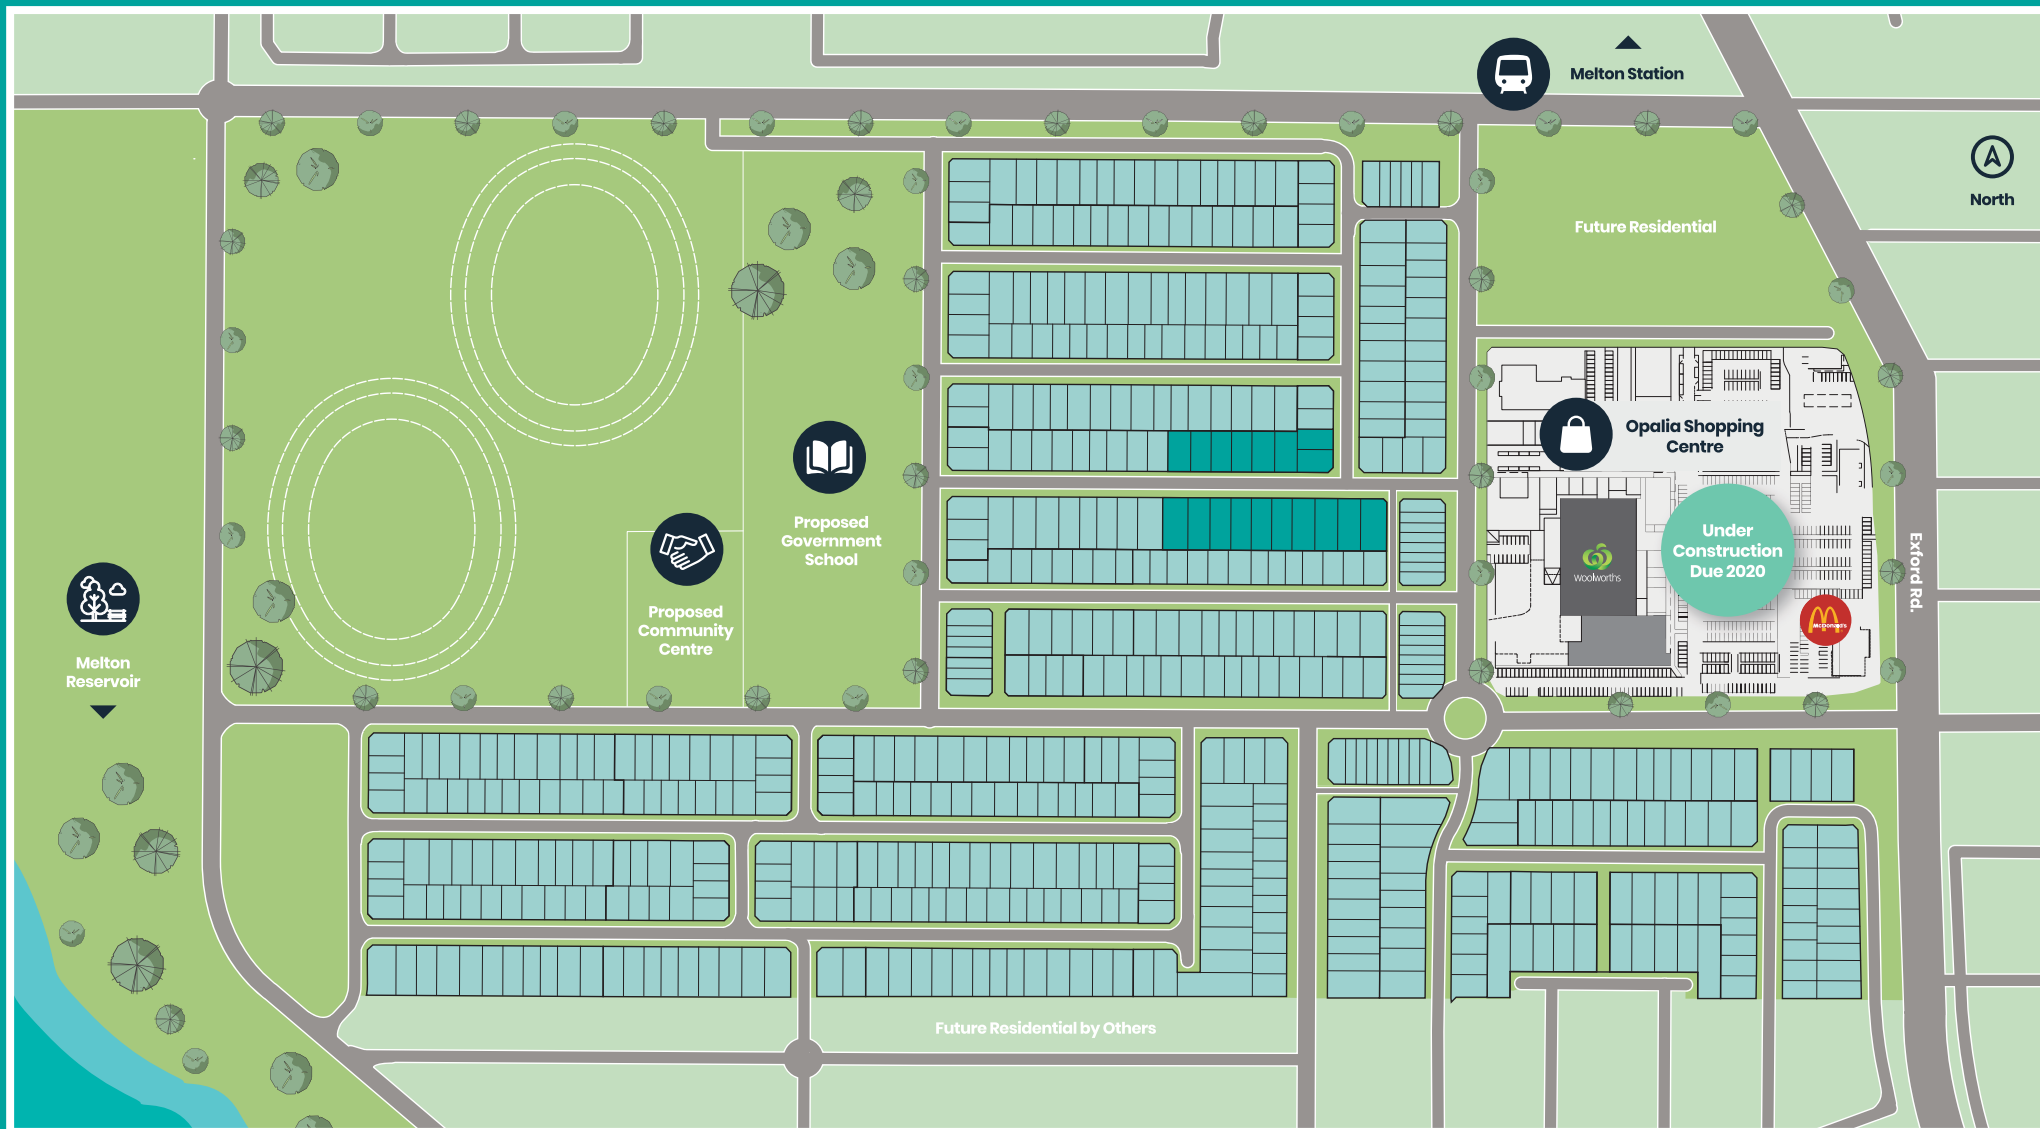 Melton Station
North
Future Residential
Opalia Shopping
Centre
Proposed
Government
School
Under
Construction
Due 2020
Exford Rd.
woolworths
McDonald's
Proposed
Community
Centre
Melton
Reservoir
Future Residential by Others